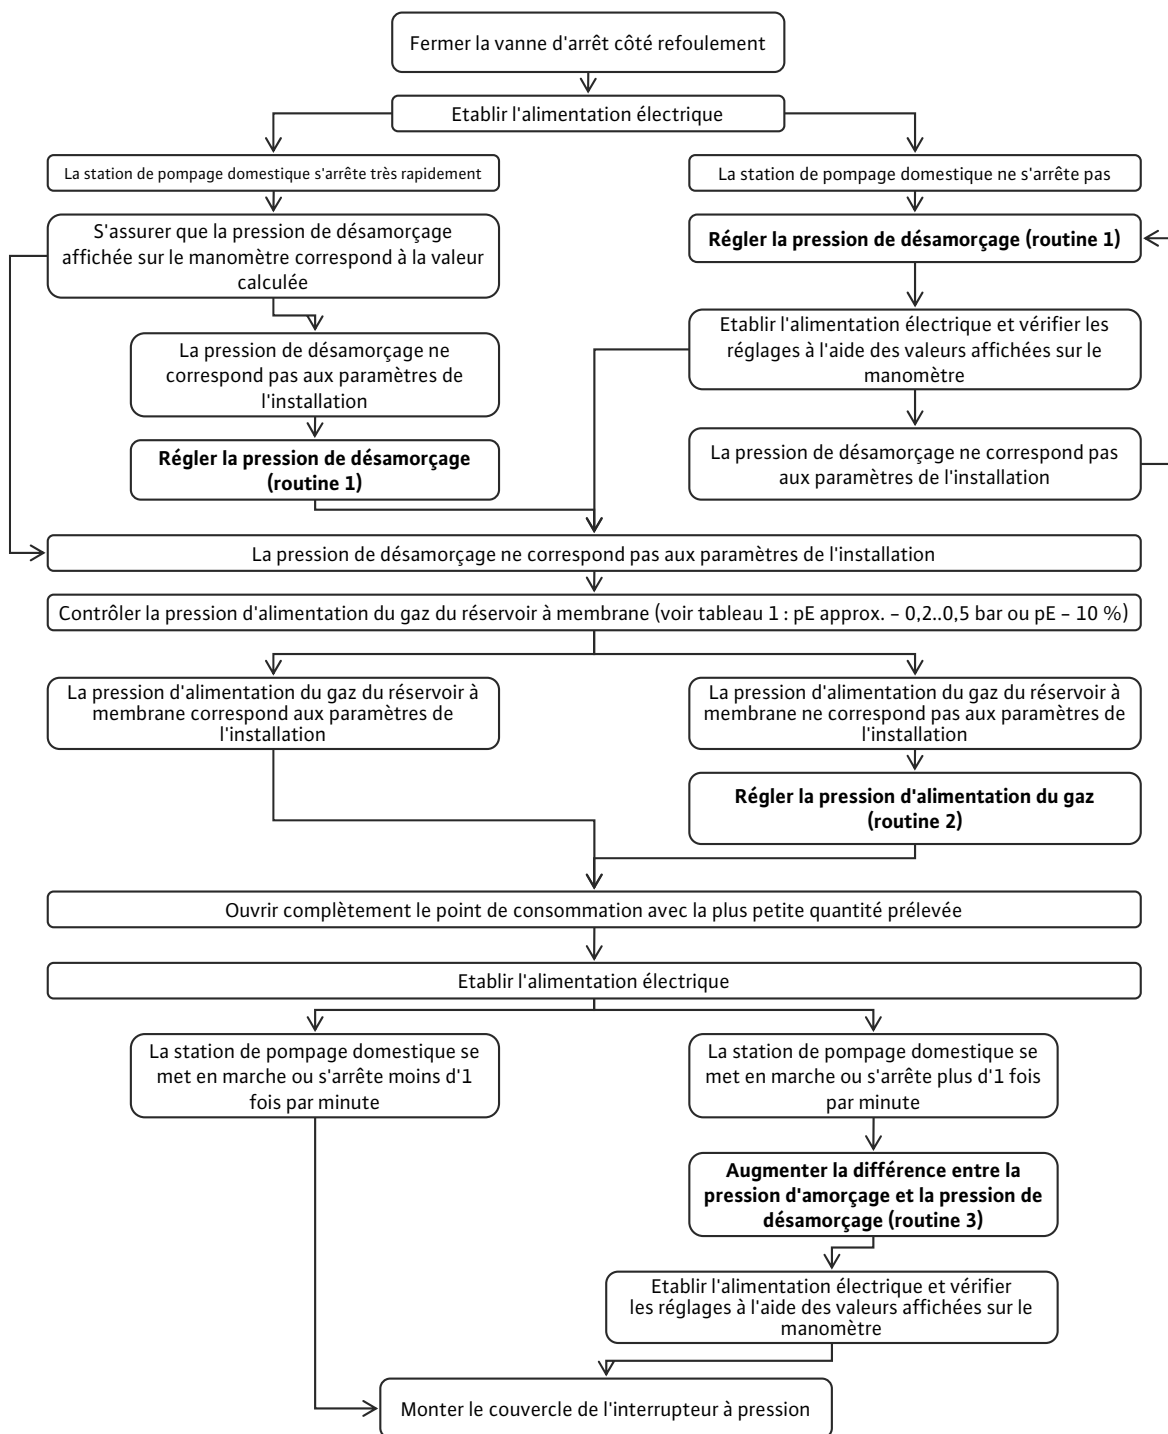 Fermer la vanne d'arrêt côté refoulement
Etablir l'alimentation électrique
La station de pompage domestique s'arrête très rapidement
La station de pompage domestique ne s'arrête pas
S'assurer que la pression de désamorçage
affichée sur le manomètre correspond à la valeur
calculée
Régler la pression de désamorçage (routine 1)
La pression de désamorçage ne
correspond pas aux paramètres de
l'installation
Etablir l'alimentation électrique et vérifier les
réglages à l'aide des valeurs affichées sur le
manomètre
Régler la pression de désamorçage
(routine 1)
La pression de désamorçage ne correspond pas
aux paramètres de l'installation
La pression de désamorçage ne correspond pas aux paramètres de l'installation
Contrôler la pression d'alimentation du gaz du réservoir à membrane (voir tableau 1 : pE approx. – 0,2..0,5 bar ou pE – 10 %)
La pression d'alimentation du gaz du réservoir à
membrane correspond aux paramètres de
l'installation
La pression d'alimentation du gaz du réservoir à
membrane ne correspond pas aux paramètres de
l'installation
Régler la pression d'alimentation du gaz
(routine 2)
Ouvrir complètement le point de consommation avec la plus petite quantité prélevée
Etablir l'alimentation électrique
La station de pompage domestique se
met en marche ou s'arrête moins d'1
fois par minute
La station de pompage domestique se
met en marche ou s'arrête plus d'1 fois
par minute
Augmenter la différence entre la
pression d'amorçage et la pression de
désamorçage (routine 3)
Etablir l'alimentation électrique et vérifier
les réglages à l'aide des valeurs affichées sur le
manomètre
Monter le couvercle de l'interrupteur à pression